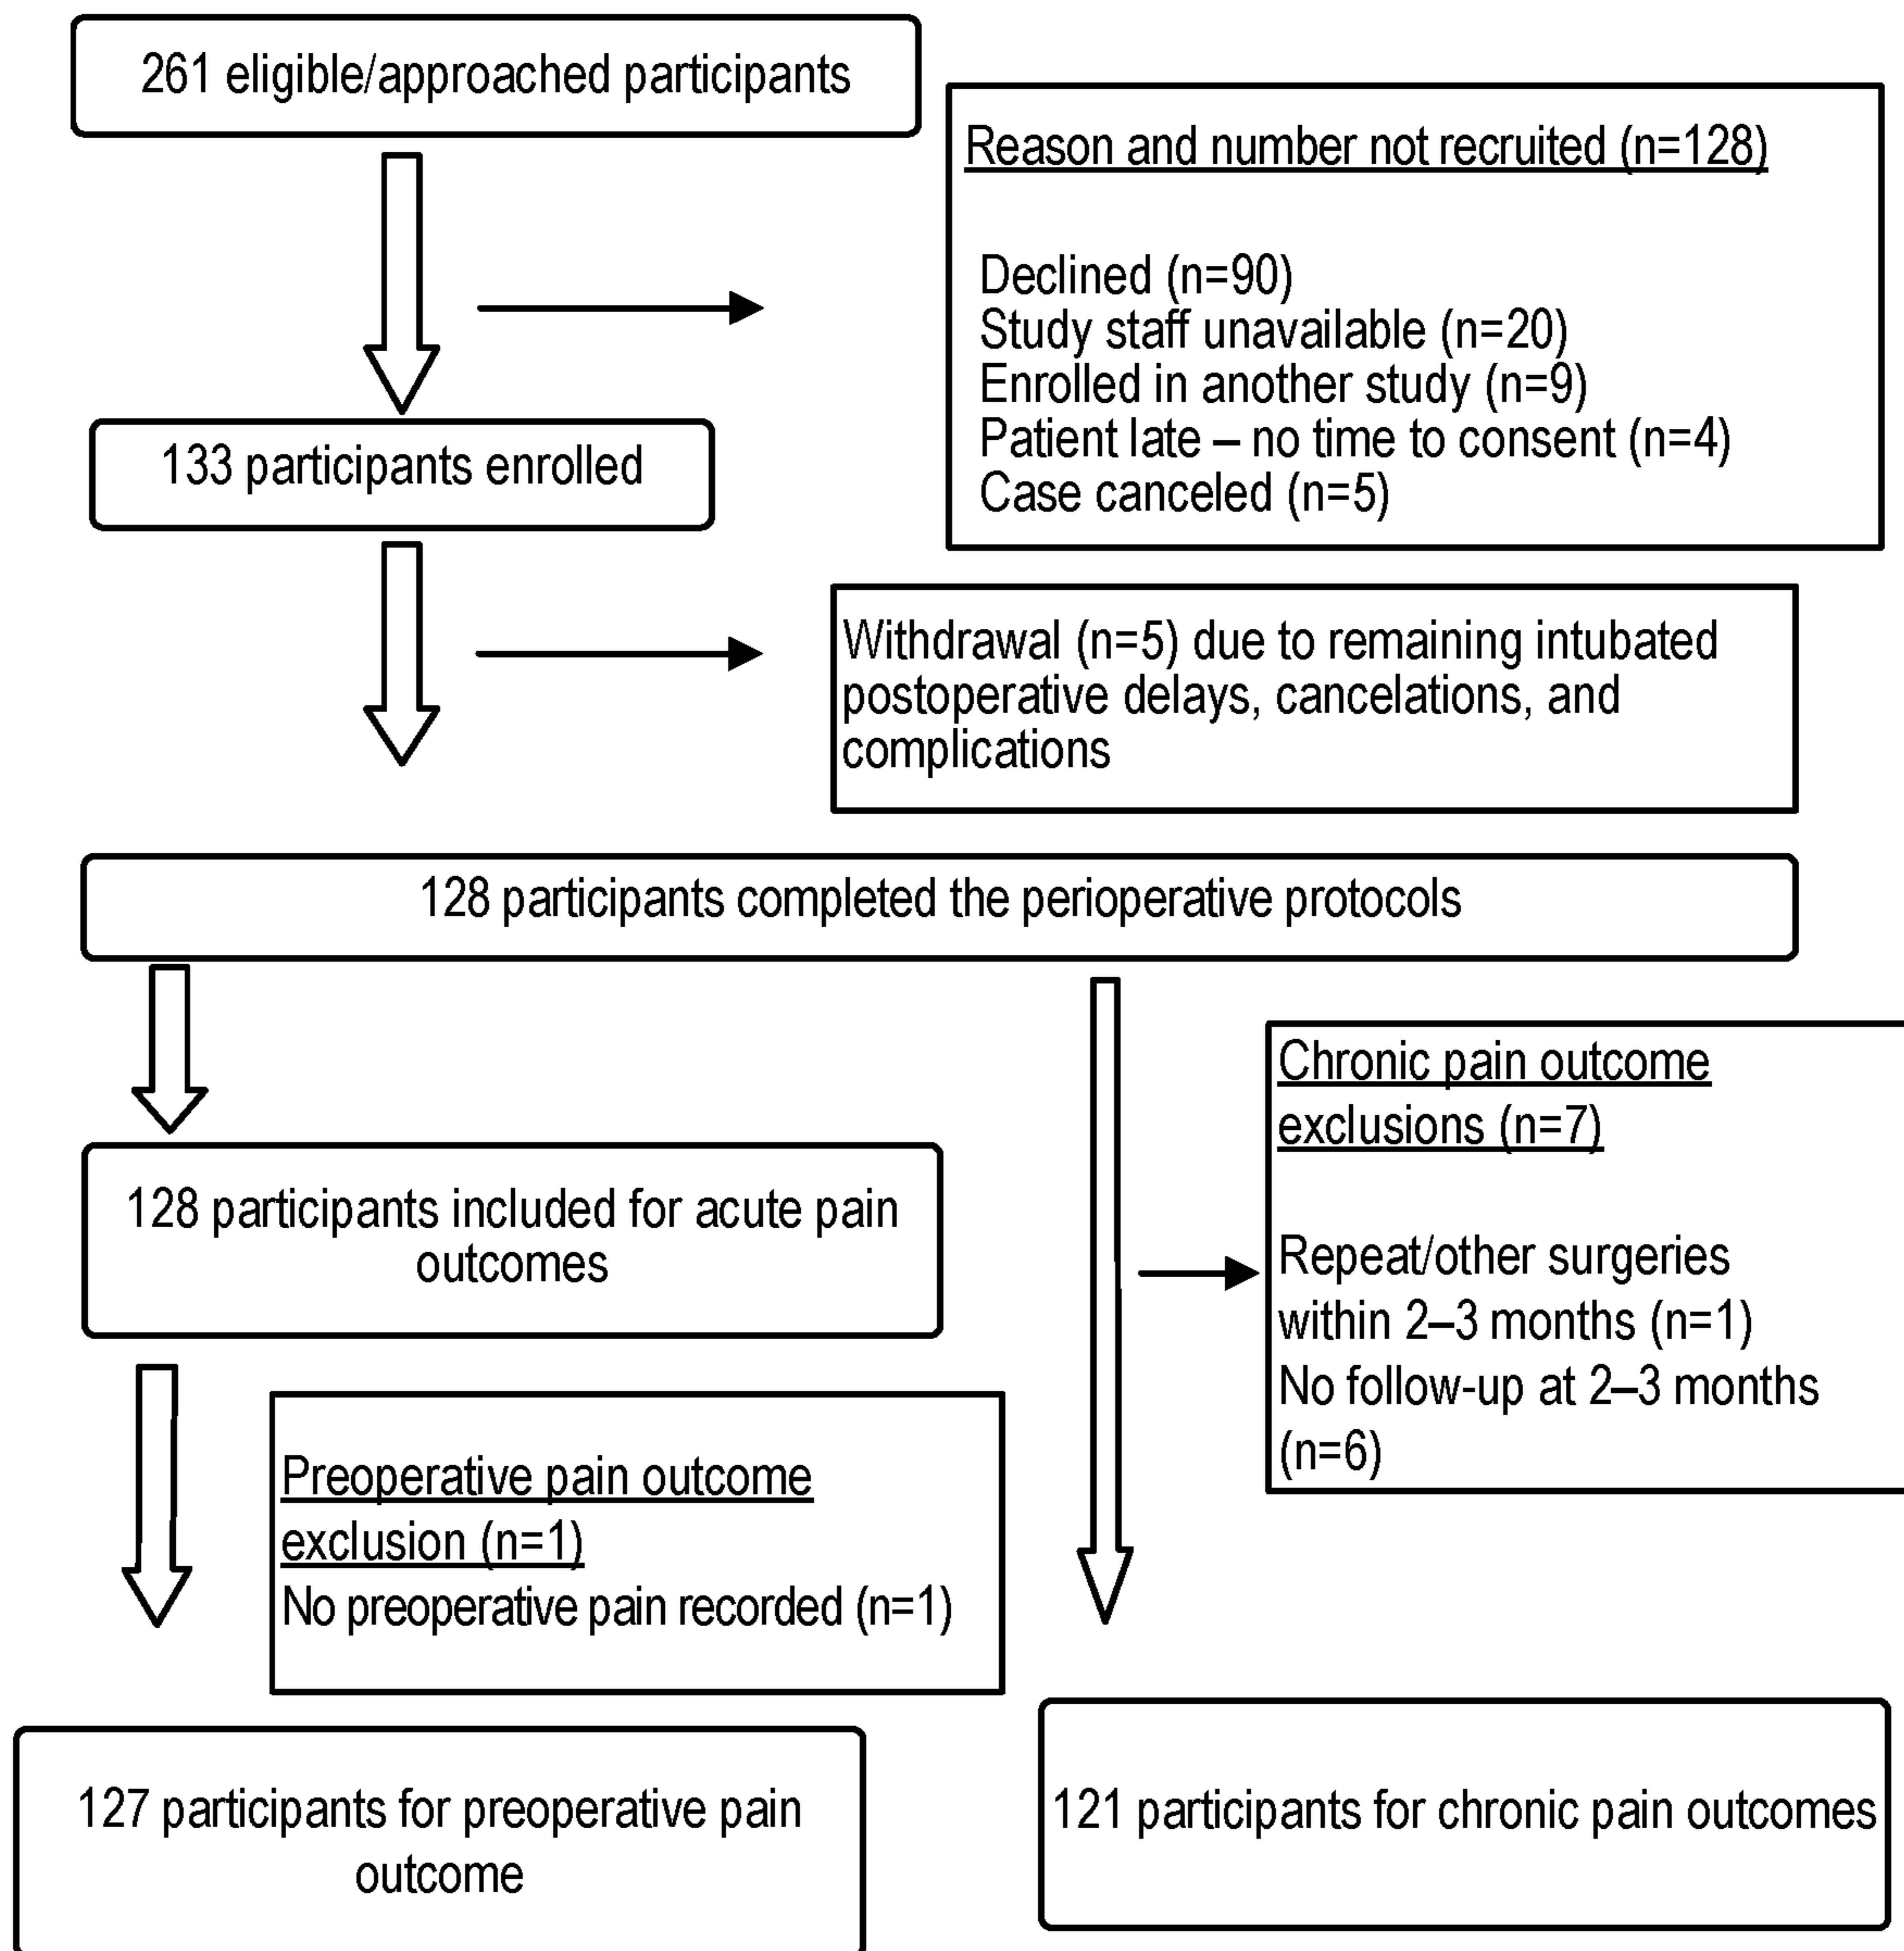 261 eligible/approached participants
Reason and number not recruited (n=128)
Declined (n=90)
Study staff unavailable (n=20)
Enrolled in another study (n=9)
Patient late – no time to consent (n=4)
Case canceled (n=5)
133 participants enrolled
Withdrawal (n=5) due to remaining intubated
postoperative delays, cancelations, and
complications
128 participants completed the perioperative protocols
Chronic pain outcome
exclusions (n=7)
Repeat/other surgeries
within 2–3 months (n=1)
No follow-up at 2–3 months
(n=6)
128 participants included for acute pain
outcomes
Preoperative pain outcome
exclusion (n=1)
No preoperative pain recorded (n=1)
127 participants for preoperative pain
outcome
121 participants for chronic pain outcomes